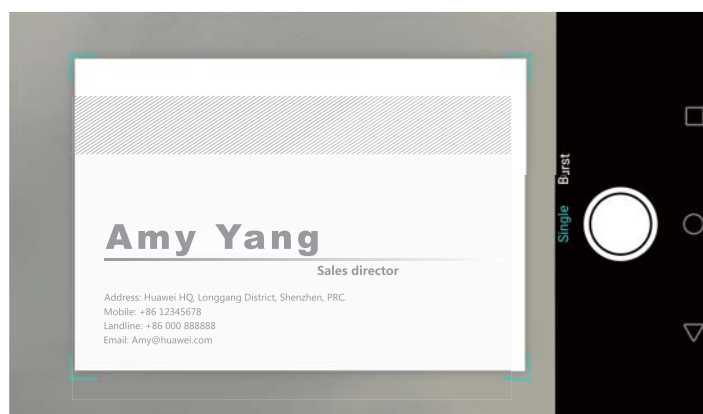 Amy Yang
Sales director
Address: Huawei HQ, Longgang District, Shenzhen, PRC.
Mobile: +86 12345678
Landline: +86 000 888888
Email: Amy@huawei.com
Single Burst